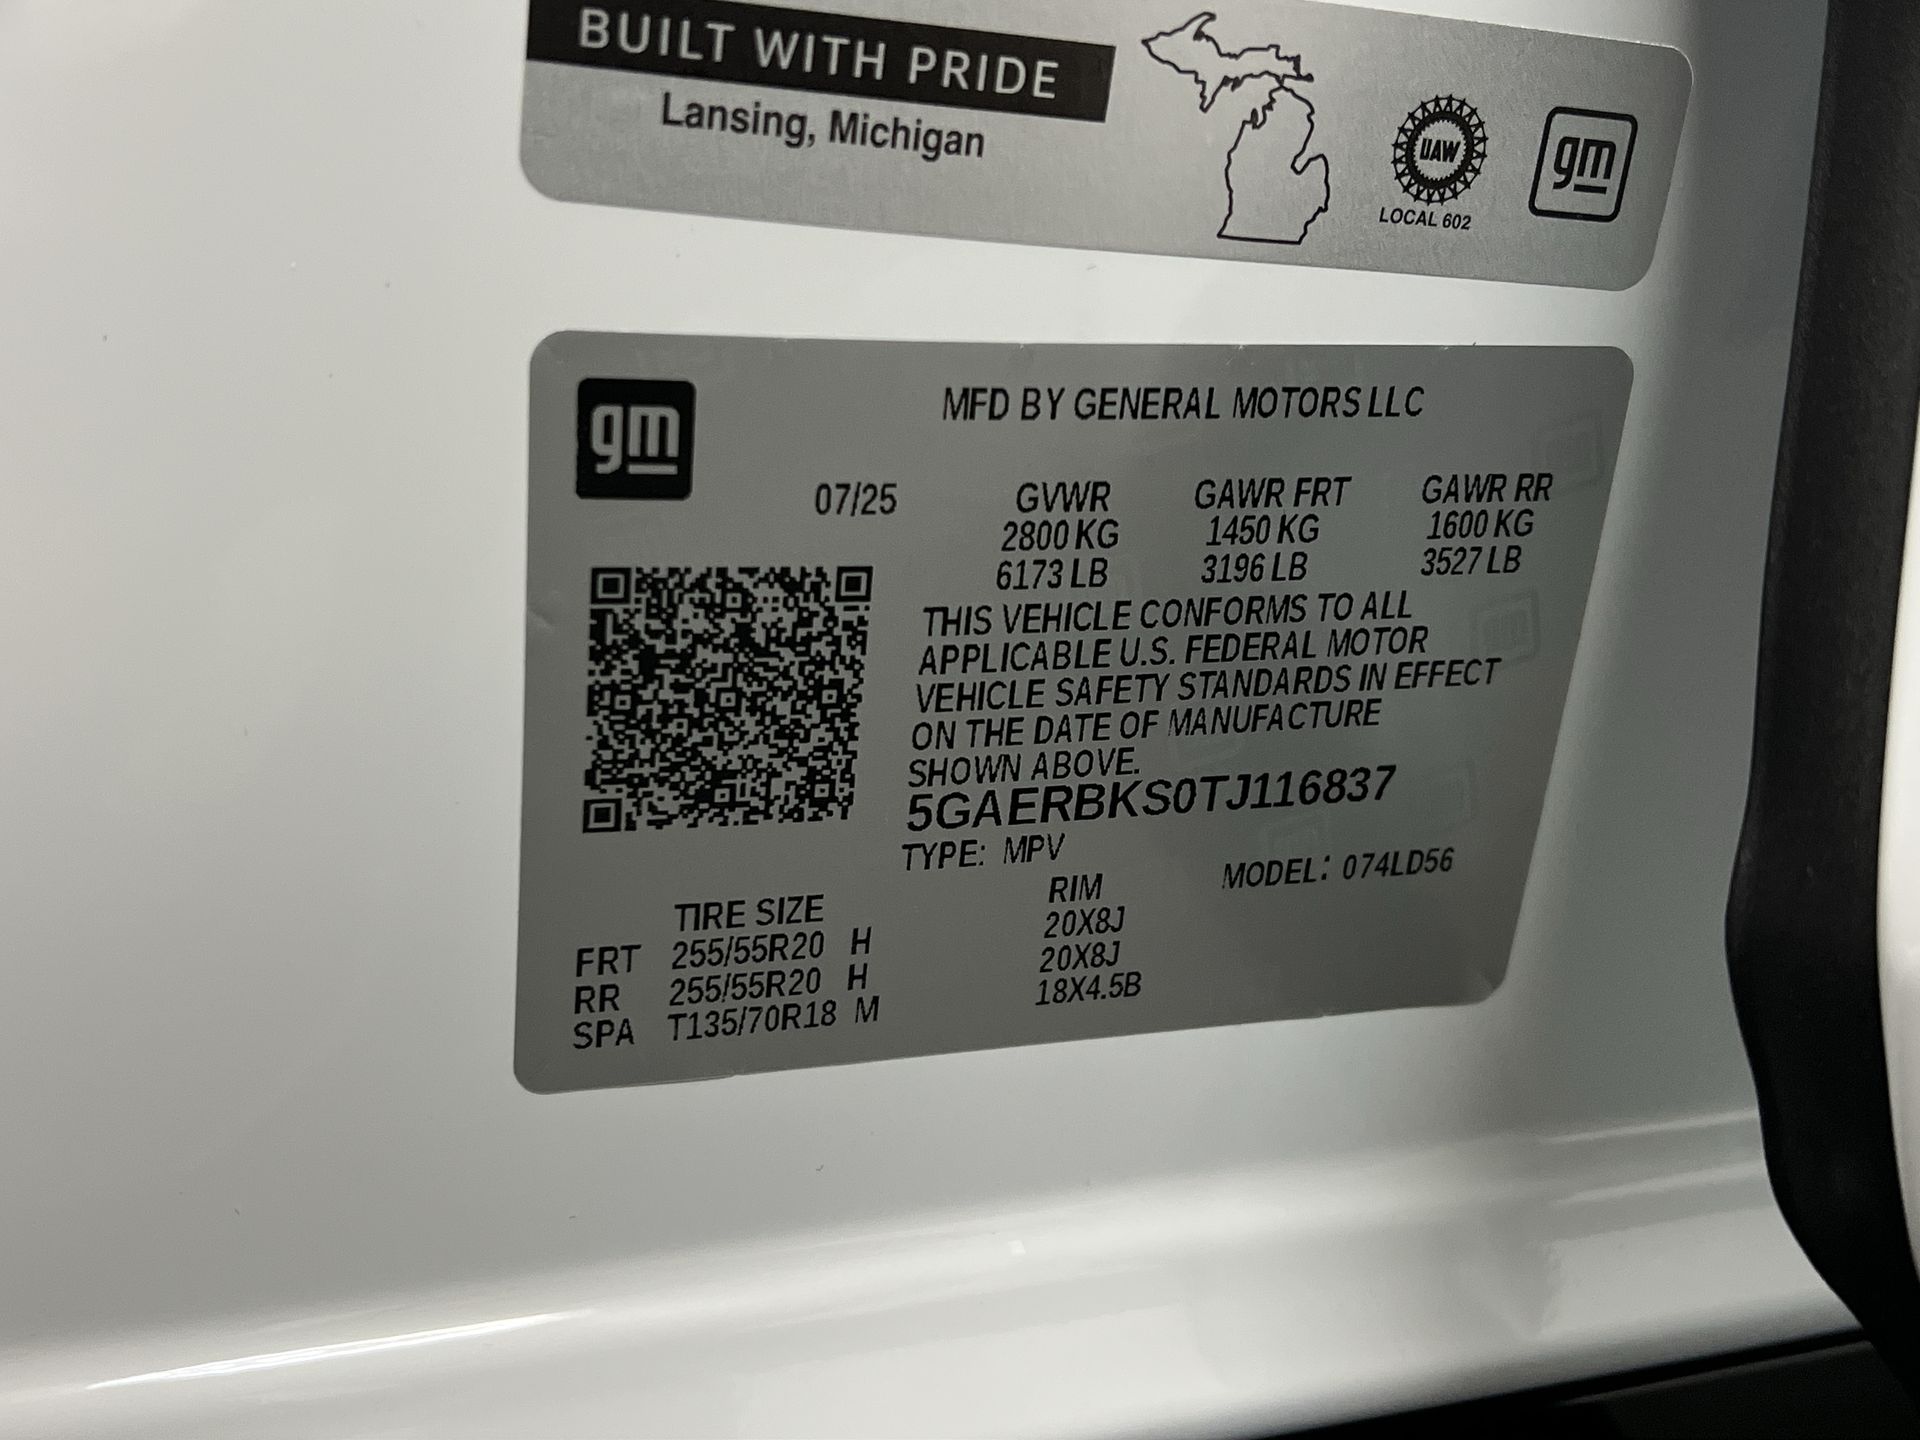 BUILT WITH PRIDE
Lansing, Michigan
UAW
LOCAL 602
gm
gm
MFD BY GENERAL MOTORS LLC
07/25 GVWR GAWR FRT GAWR RR
2800 KG 1450 KG 1600 KG
6173 LB 3196 LB 3527 LB
THIS VEHICLE CONFORMS TO ALL
APPLICABLE U.S. FEDERAL MOTOR
VEHICLE SAFETY STANDARDS IN EFFECT
ON THE DATE OF MANUFACTURE
SHOWN ABOVE.
5GAERBKS0TJ116837
TYPE: MPV MODEL: 074LD56
TIRE SIZE RIM
FRT 255/55R20 H 20X8J
RR 255/55R20 H 20X8J
SPA T135/70R18 M 18X4.5B